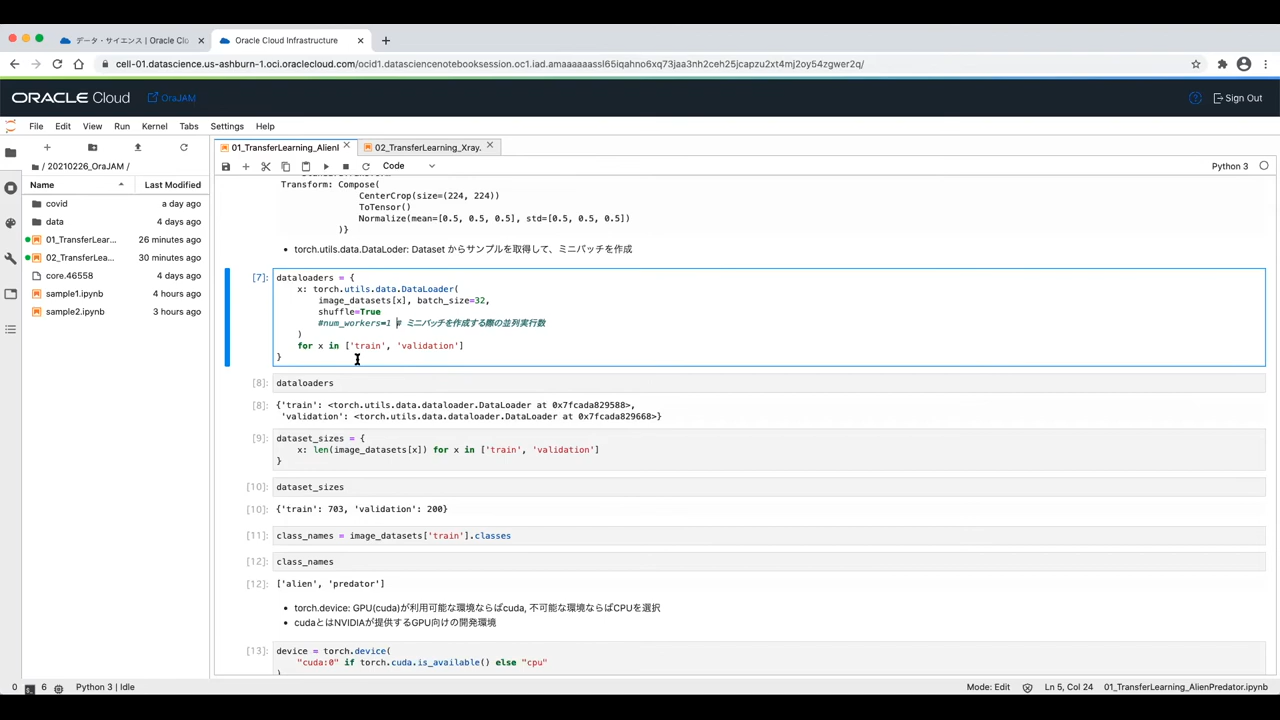 データ・サイエンス | Oracle Clo
Oracle Cloud Infrastructure
cell-01.datascience.us-ashburn-1.oci.oraclecloud.com/ocid1.datasciencenotebooksession.oc1.iad.amaaaaaassl65iqahno6xq73jaa3nh2ceh25jcapzu2xt4mj2oy54zgwer2q/
ORACLE Cloud
OraJAM
Sign Out
File Edit View Run Kernel Tabs Settings Help
01_TransferLearning_AlienI
02_TransferLearning_Xray.
/ 20210226_OraJAM /
Code
Python 3
Name Last Modified
covid a day ago
data 4 days ago
01_TransferLear... 26 minutes ago
02_TransferLea... 30 minutes ago
core.46558 4 days ago
sample1.ipynb 4 hours ago
sample2.ipynb 3 hours ago
Transform: Compose(
CenterCrop(size=(224, 224))
ToTensor()
Normalize(mean=[0.5, 0.5, 0.5], std=[0.5, 0.5, 0.5])
)}
• torch.utils.data.DataLoder: Dataset からサンプルを取得して、ミニバッチを作成
[7]: dataloaders = {
x: torch.utils.data.DataLoader(
image_datasets[x], batch_size=32,
shuffle=True
#num_workers=1 # ミニバッチを作成する際の並列実行数
)
for x in ['train', 'validation']
}
[8]: dataloaders
[8]: {'train': <torch.utils.data.dataloader.DataLoader at 0x7fcada829588>,
'validation': <torch.utils.data.dataloader.DataLoader at 0x7fcada829668>}
[9]: dataset_sizes = {
x: len(image_datasets[x]) for x in ['train', 'validation']
}
[10]: dataset_sizes
[10]: {'train': 703, 'validation': 200}
[11]: class_names = image_datasets['train'].classes
[12]: class_names
[12]: ['alien', 'predator']
• torch.device: GPU(cuda)が利用可能な環境ならばcuda, 不可能な環境ならばCPUを選択
• cudaとはNVIDIAが提供するGPU向けの開発環境
[13]: device = torch.device(
"cuda:0" if torch.cuda.is_available() else "cpu"
0 6 Python 3 | Idle
Mode: Edit Ln 5, Col 24 01_TransferLearning_AlienPredator.ipynb